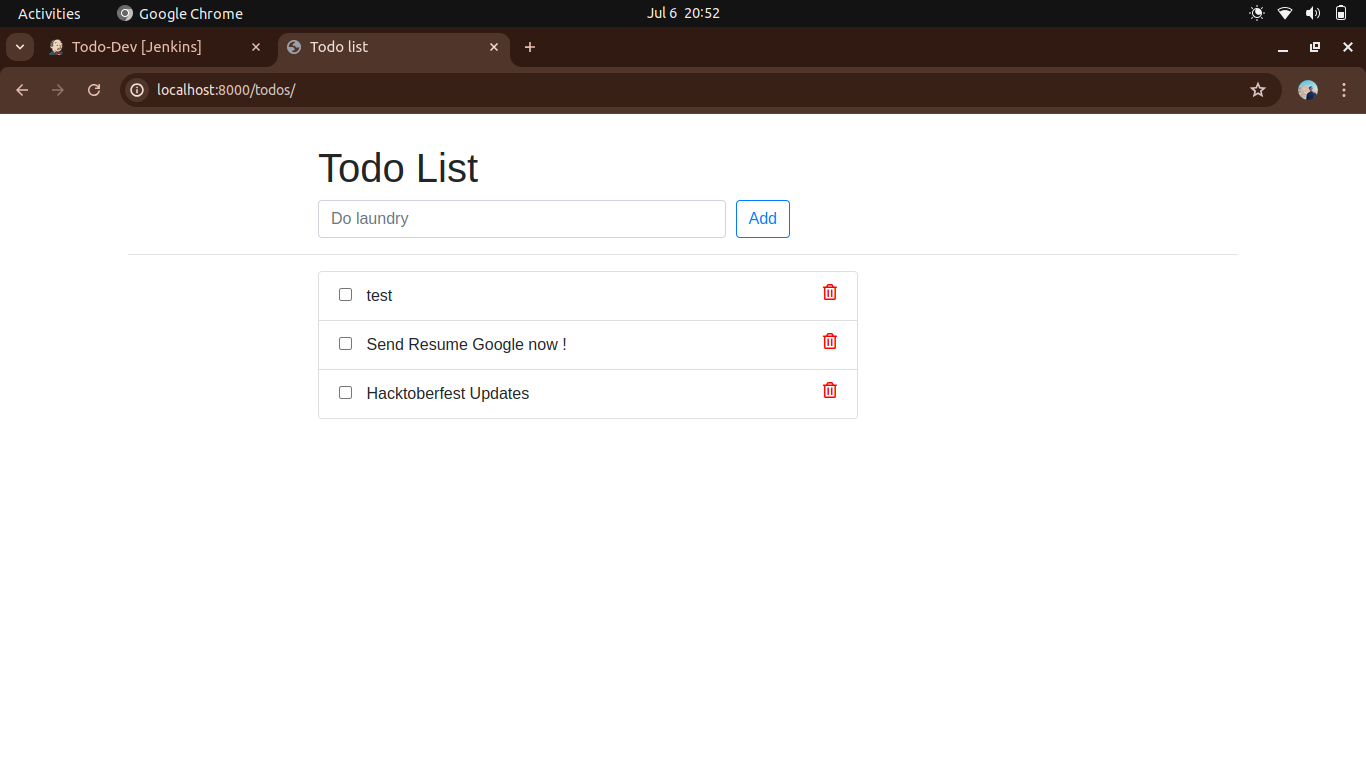 Activities Google Chrome Jul 6 20:52
Todo-Dev [Jenkins] Todo list
localhost:8000/todos/
Todo List
Do laundry Add
test
Send Resume Google now !
Hacktoberfest Updates